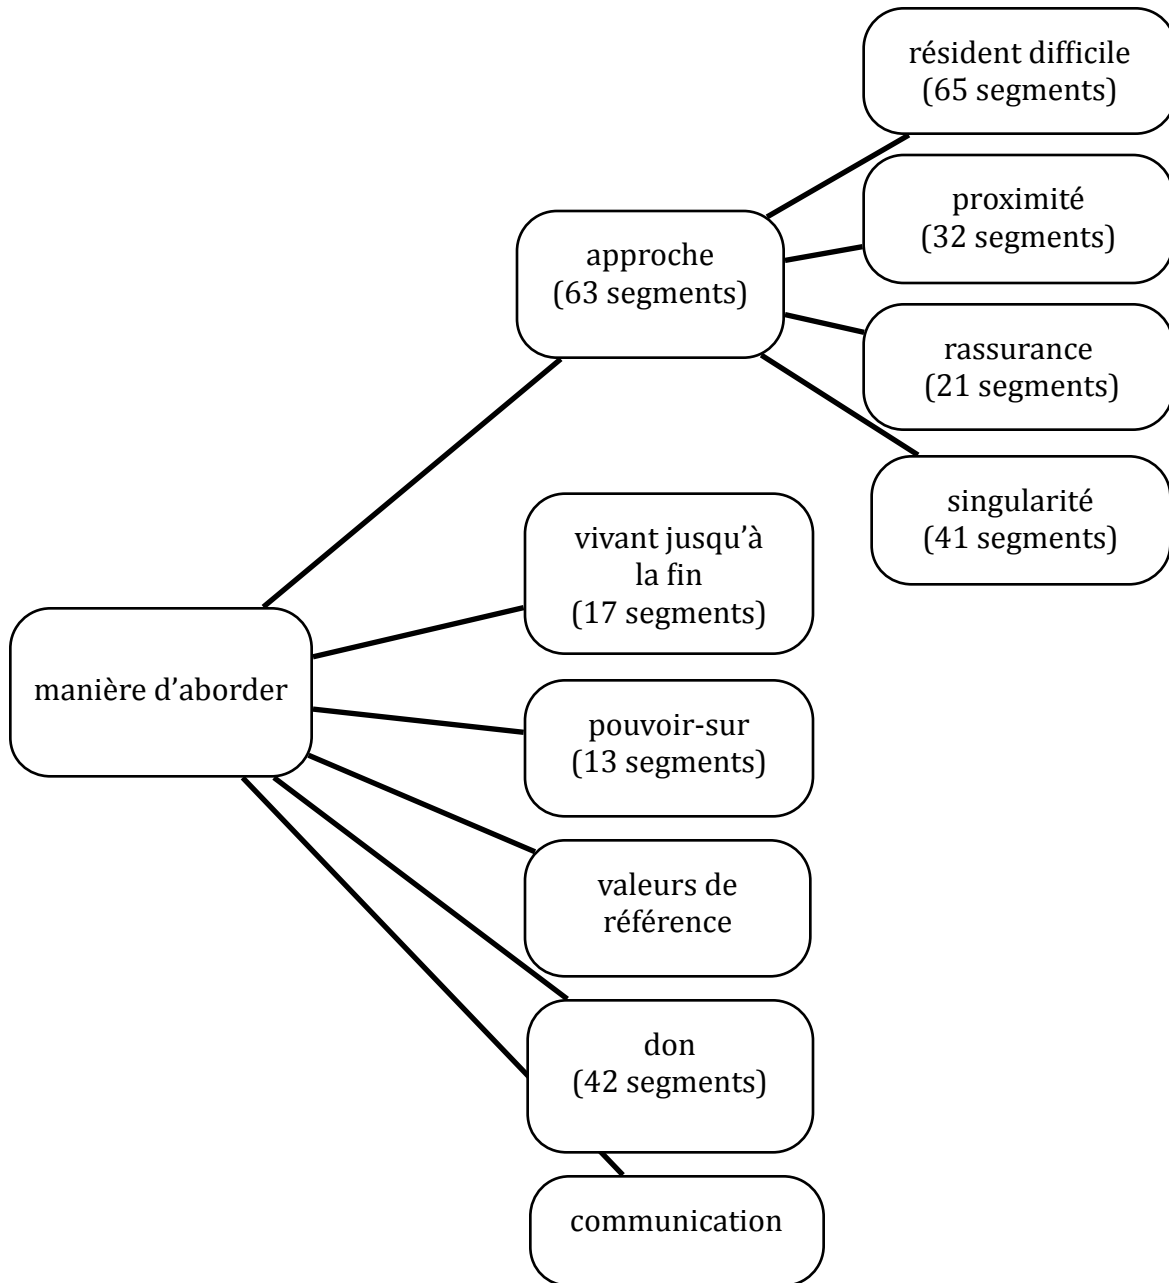 résident difficile
(65 segments)
proximité
(32 segments)
approche
(63 segments)
rassurance
(21 segments)
singularité
(41 segments)
vivant jusqu’à
la fin
(17 segments)
manière d'aborder
pouvoir-sur
(13 segments)
valeurs de
référence
don
(42 segments)
communication